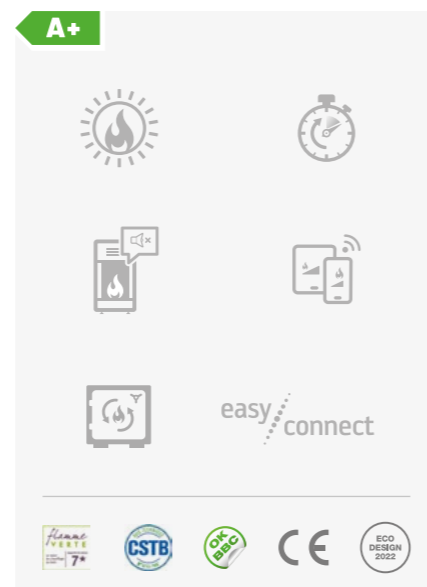 A+
easy
connect
flamme
VERTE
7*
CSTB
OK
BBC
CE
ECO
DESIGN
2022